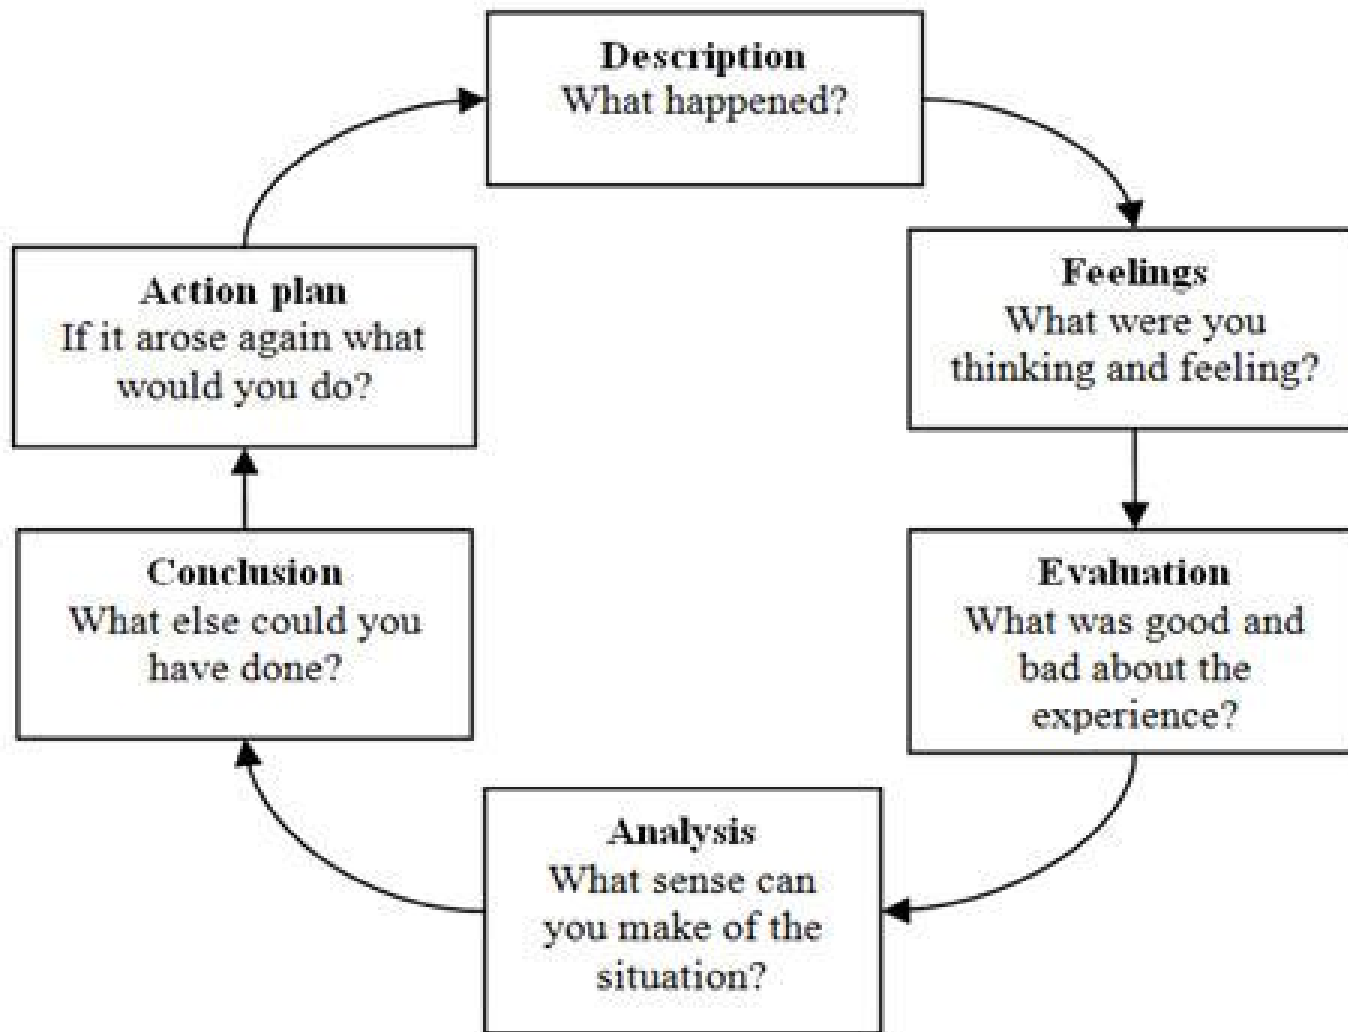 Description
What happened?
Feelings
What were you
thinking and feeling?
Evaluation
What was good and
bad about the
experience?
Analysis
What sense can
you make of the
situation?
Conclusion
What else could you
have done?
Action plan
If it arose again what
would you do?